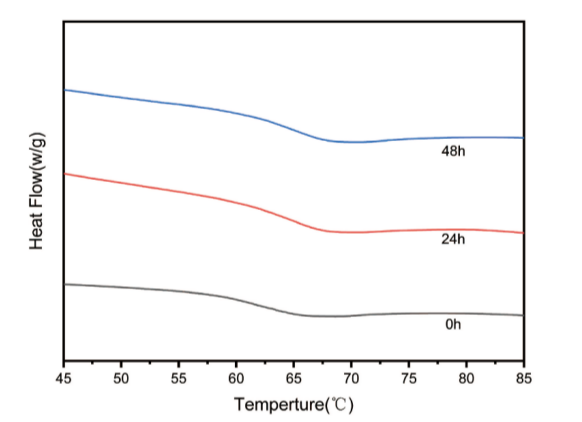 Heat Flow(w/g)
48h
24h
0h
45 50 55 60 65 70 75 80 85
Temperture(℃)